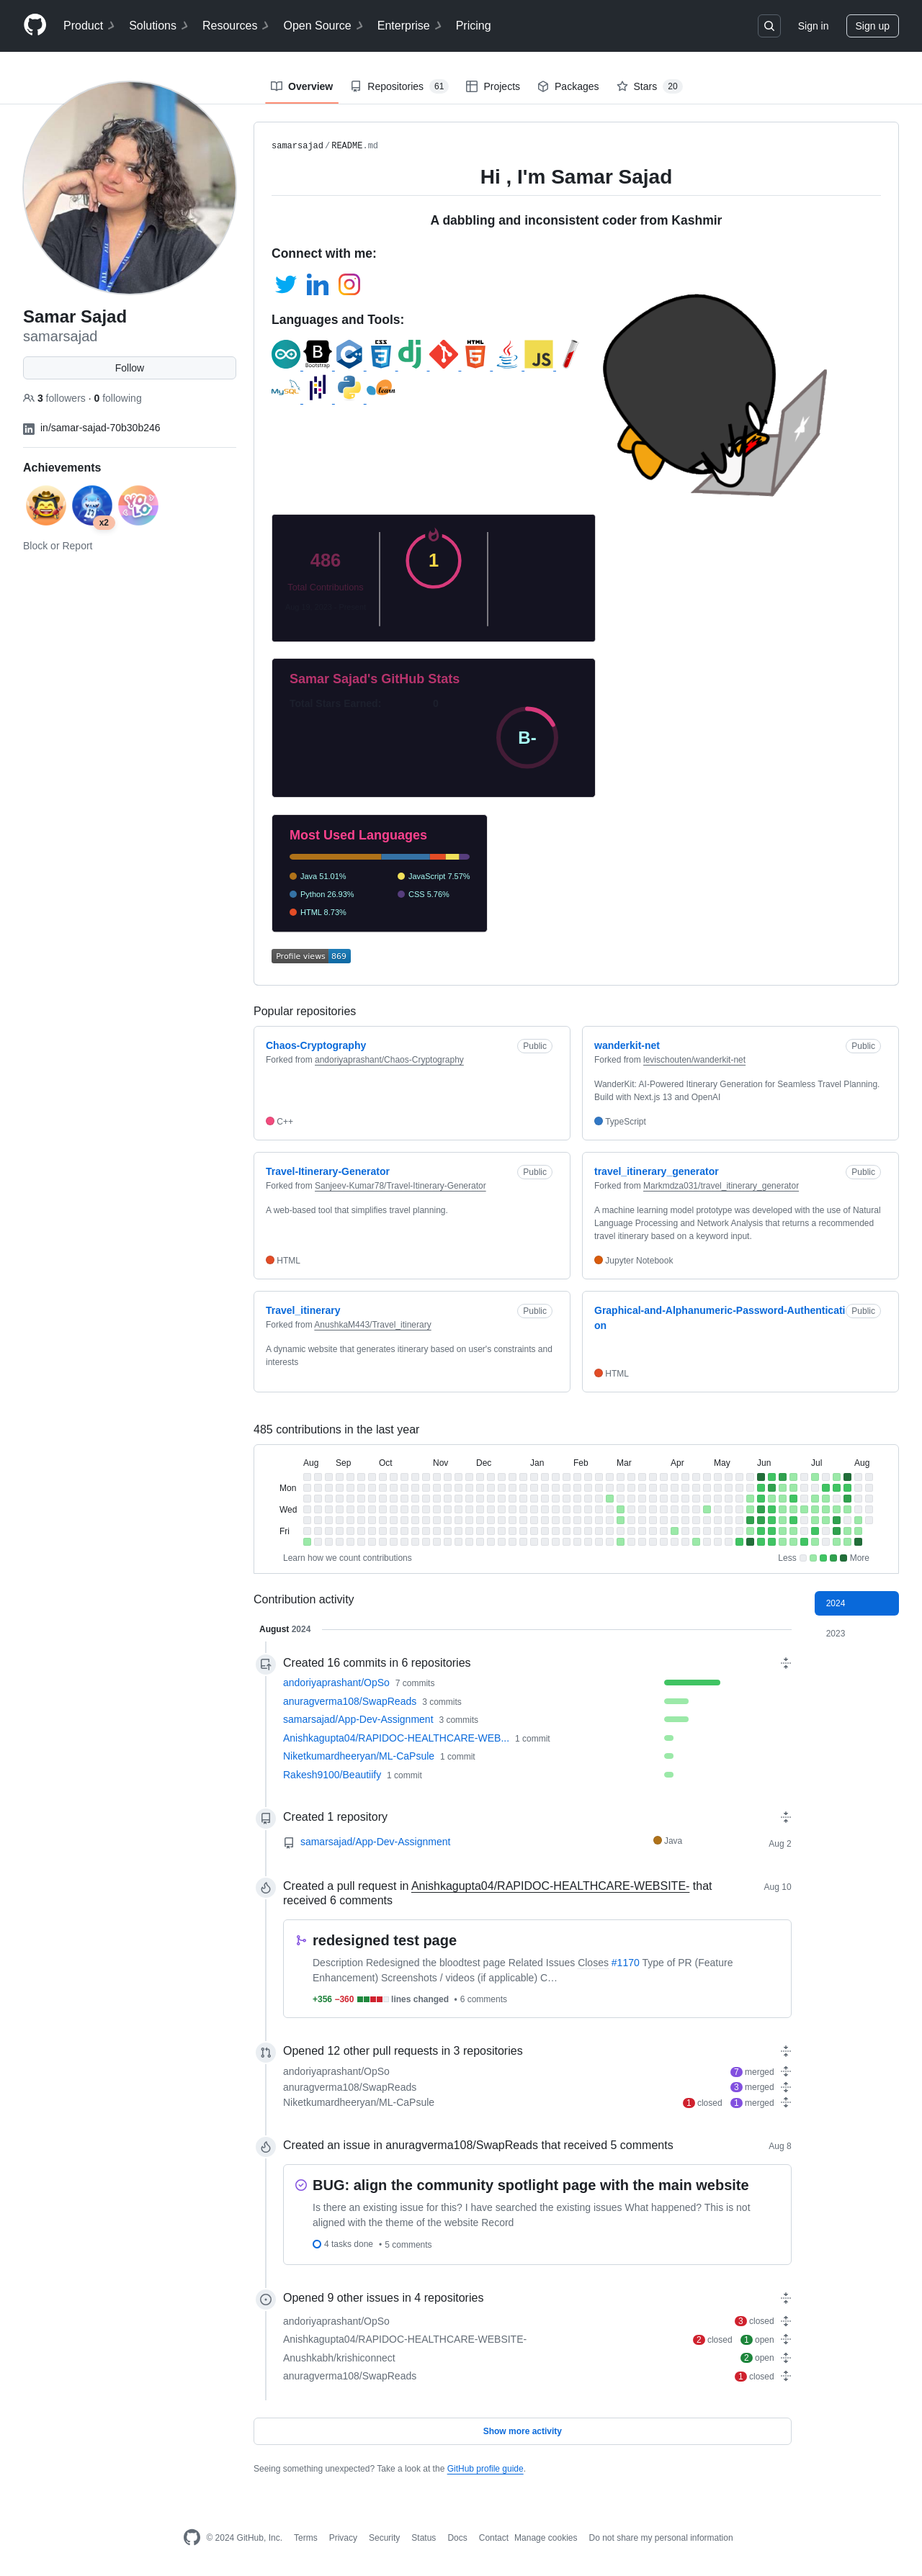 Product Solutions Resources Open Source Enterprise Pricing
Sign in
Sign up
Overview
Repositories 61
Projects
Packages
Stars 20
Samar Sajad
samarsajad
Follow
3 followers · 0 following
in/samar-sajad-70b30b246
Achievements
x2
Block or Report
samarsajad/README.md
Hi , I'm Samar Sajad
A dabbling and inconsistent coder from Kashmir
Connect with me:
Languages and Tools:
486
Total Contributions
1
Samar Sajad's GitHub Stats
Total Stars Earned: 0
B-
Most Used Languages
Java 51.01%
JavaScript 7.57%
Python 26.93%
CSS 5.76%
HTML 8.73%
Profile views 869
Popular repositories
Chaos-Cryptography Public
Forked from andoriyaprashant/Chaos-Cryptography
C++
wanderkit-net Public
Forked from levischouten/wanderkit-net
WanderKit: AI-Powered Itinerary Generation for Seamless Travel Planning.
Build with Next.js 13 and OpenAI
TypeScript
Travel-Itinerary-Generator Public
Forked from Sanjeev-Kumar78/Travel-Itinerary-Generator
A web-based tool that simplifies travel planning.
HTML
travel_itinerary_generator Public
Forked from Markmdza031/travel_itinerary_generator
A machine learning model prototype was developed with the use of Natural
Language Processing and Network Analysis that returns a recommended
travel itinerary based on a keyword input.
Jupyter Notebook
Travel_itinerary Public
Forked from AnushkaM443/Travel_itinerary
A dynamic website that generates itinerary based on user's constraints and
interests
Graphical-and-Alphanumeric-Password-Authenticati Public
on
HTML
485 contributions in the last year
Aug Sep Oct Nov Dec Jan Feb Mar Apr May Jun Jul Aug
Mon
Wed
Fri
Learn how we count contributions
Less More
Contribution activity
2024
2023
August 2024
Created 16 commits in 6 repositories
andoriyaprashant/OpSo 7 commits
anuragverma108/SwapReads 3 commits
samarsajad/App-Dev-Assignment 3 commits
Anishkagupta04/RAPIDOC-HEALTHCARE-WEB... 1 commit
Niketkumardheeryan/ML-CaPsule 1 commit
Rakesh9100/Beautiify 1 commit
Created 1 repository
samarsajad/App-Dev-Assignment Java Aug 2
Created a pull request in Anishkagupta04/RAPIDOC-HEALTHCARE-WEBSITE- that Aug 10
received 6 comments
redesigned test page
Description Redesigned the bloodtest page Related Issues Closes #1170 Type of PR (Feature
Enhancement) Screenshots / videos (if applicable) C…
+356 −360 lines changed • 6 comments
Opened 12 other pull requests in 3 repositories
andoriyaprashant/OpSo 7 merged
anuragverma108/SwapReads 3 merged
Niketkumardheeryan/ML-CaPsule 1 closed 1 merged
Created an issue in anuragverma108/SwapReads that received 5 comments Aug 8
BUG: align the community spotlight page with the main website
Is there an existing issue for this? I have searched the existing issues What happened? This is not
aligned with the theme of the website Record
4 tasks done • 5 comments
Opened 9 other issues in 4 repositories
andoriyaprashant/OpSo 3 closed
Anishkagupta04/RAPIDOC-HEALTHCARE-WEBSITE- 2 closed 1 open
Anushkabh/krishiconnect 2 open
anuragverma108/SwapReads 1 closed
Show more activity
Seeing something unexpected? Take a look at the GitHub profile guide.
© 2024 GitHub, Inc. Terms Privacy Security Status Docs Contact Manage cookies Do not share my personal information